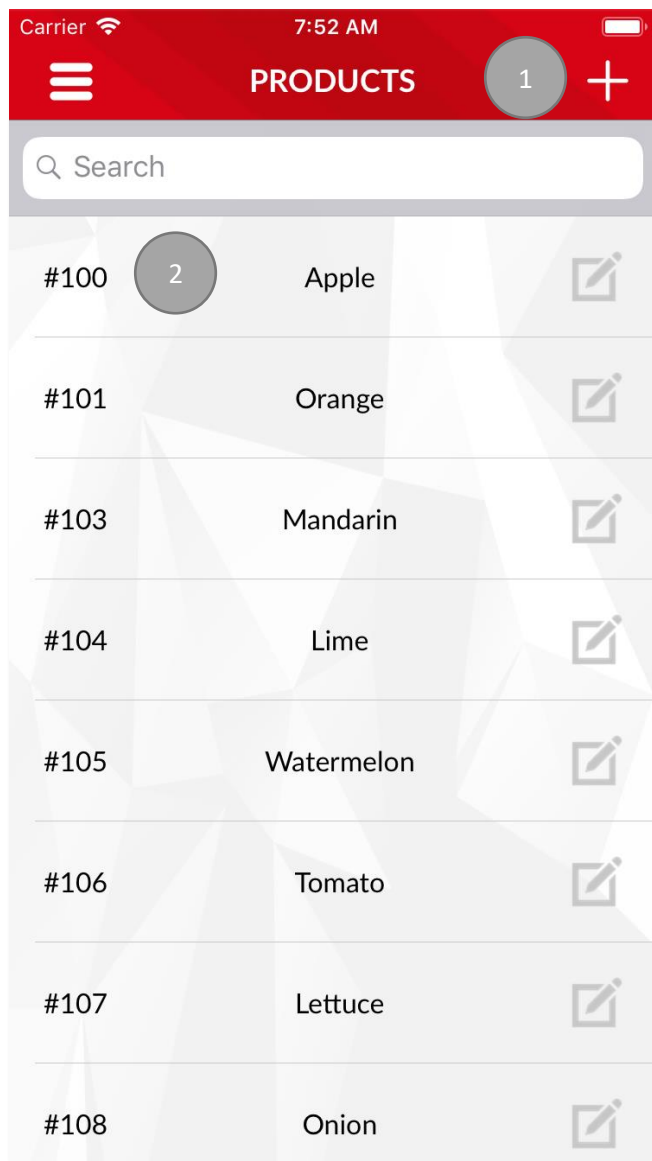 Carrier 7:52 AM
PRODUCTS 1
Search
#100 2 Apple
#101 Orange
#103 Mandarin
#104 Lime
#105 Watermelon
#106 Tomato
#107 Lettuce
#108 Onion